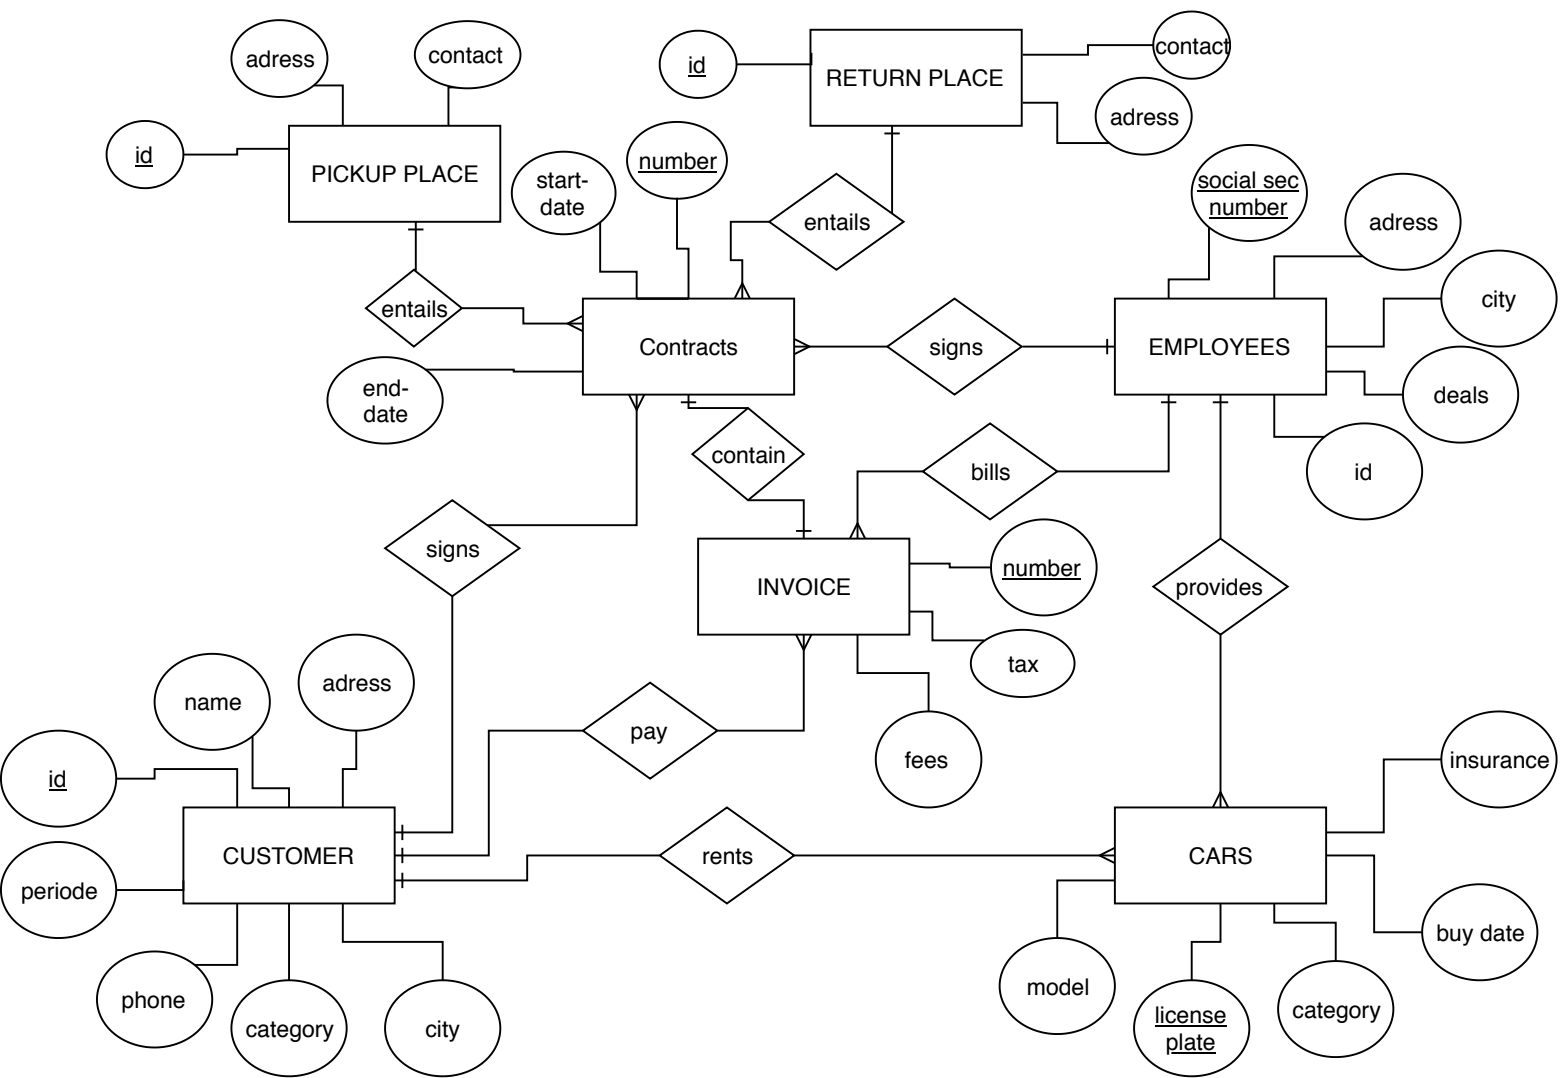 adress
contact
id
PICKUP PLACE
id
RETURN PLACE
contact
adress
start-
date
number
entails
entails
social sec
number
adress
city
Contracts
signs
EMPLOYEES
end-
date
deals
id
contain
bills
signs
INVOICE
number
provides
tax
name
adress
pay
fees
id
insurance
CUSTOMER
rents
CARS
periode
buy date
phone
category
city
model
license
plate
category